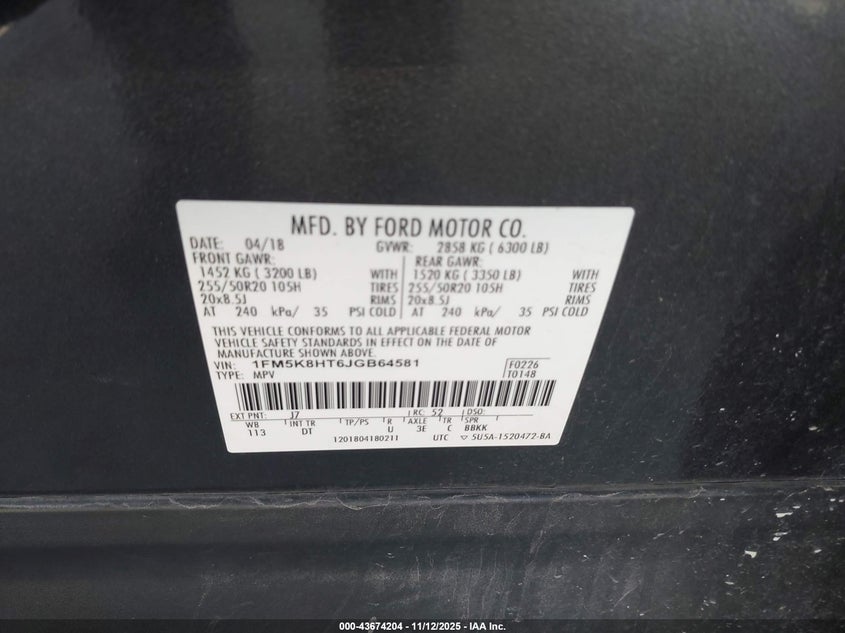 MFD. BY FORD MOTOR CO.
DATE: 04/18 GVWR: 2858 KG ( 6300 LB)
FRONT GAWR: REAR GAWR:
1452 KG ( 3200 LB) WITH 1520 KG ( 3350 LB) WITH
255/50R20 105H TIRES 255/50R20 105H TIRES
20x8.5J RIMS 20x8.5J RIMS
AT 240 kPa/ 35 PSI COLD AT 240 kPa/ 35 PSI COLD
THIS VEHICLE CONFORMS TO ALL APPLICABLE FEDERAL MOTOR
VEHICLE SAFETY STANDARDS IN EFFECT ON THE DATE OF
MANUFACTURE SHOWN ABOVE.
VIN: 1FM5K8HT6JGB64581 F0226
TYPE: MPV T0148
EXT PNT: J7 RC: 52 DSO:
WB INT TR TP/PS R AXLE TR SPR
113 DT U 3E C BBKK
1201804180211 UTC 5U5A-1520472-BA
000-43674204 - 11/12/2025 - IAA Inc.